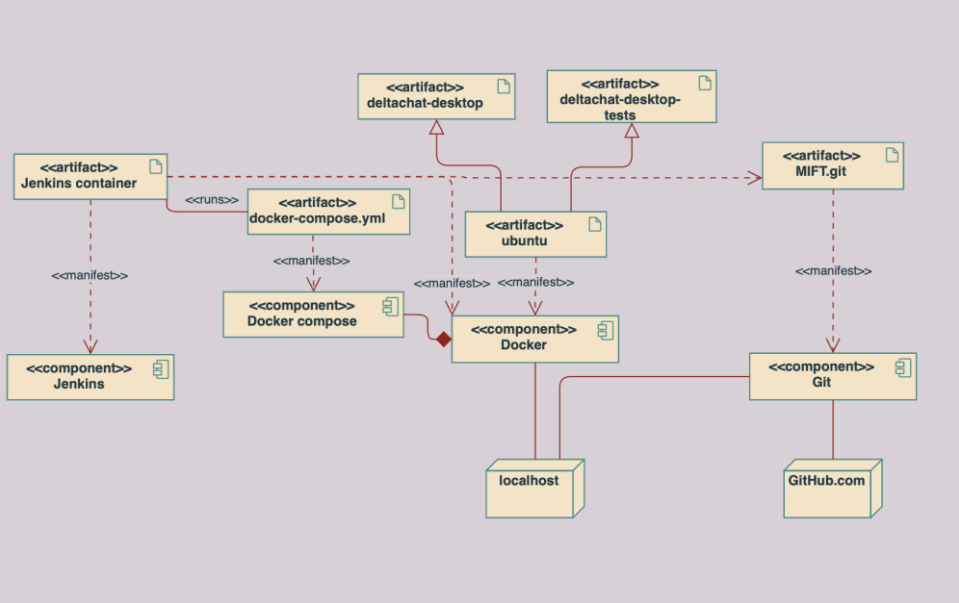 <<artifact>>
deltachat-desktop
<<artifact>>
deltachat-desktop-
tests
<<artifact>>
Jenkins container
<<artifact>>
MIFT.git
<<runs>>
<<artifact>>
docker-compose.yml
<<artifact>>
ubuntu
<<manifest>>
<<manifest>>
<<manifest>>
<<manifest>>
<<manifest>>
<<component>>
Docker compose
<<component>>
Docker
<<component>>
Jenkins
<<component>>
Git
localhost
GitHub.com